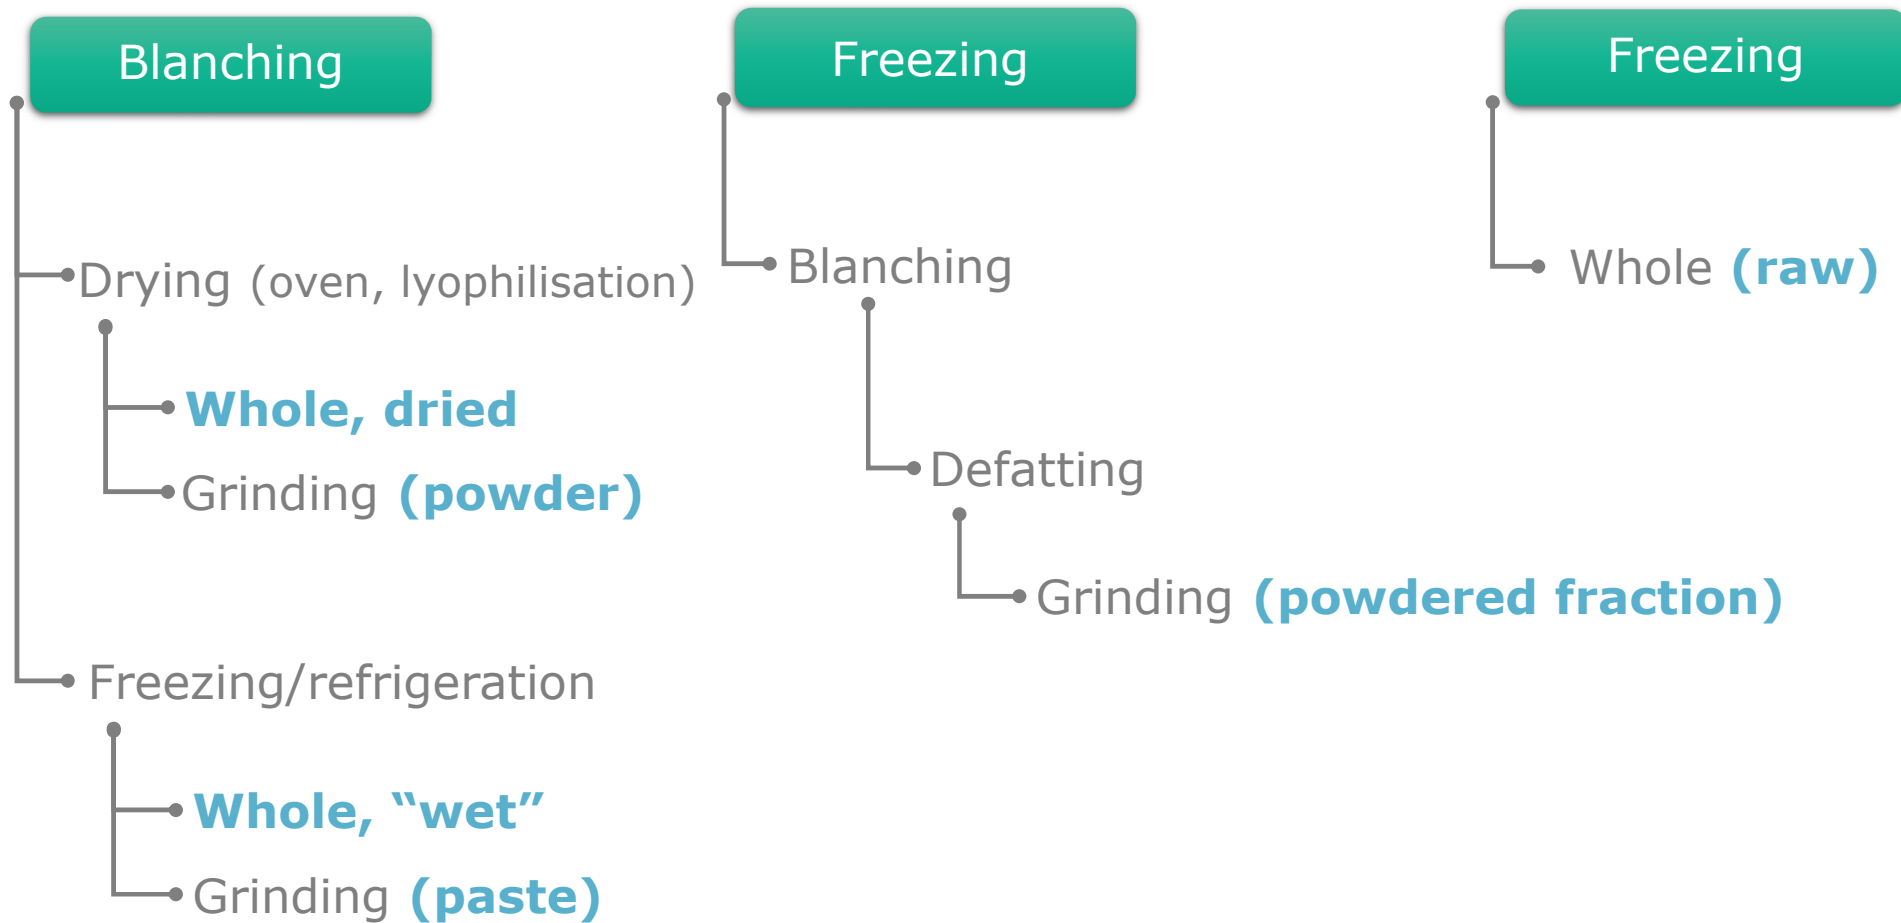 Blanching
Drying (oven, lyophilisation)
Whole, dried
Grinding (powder)
Freezing/refrigeration
Whole, “wet”
Grinding (paste)
Freezing
Blanching
Defatting
Grinding (powdered fraction)
Freezing
Whole (raw)